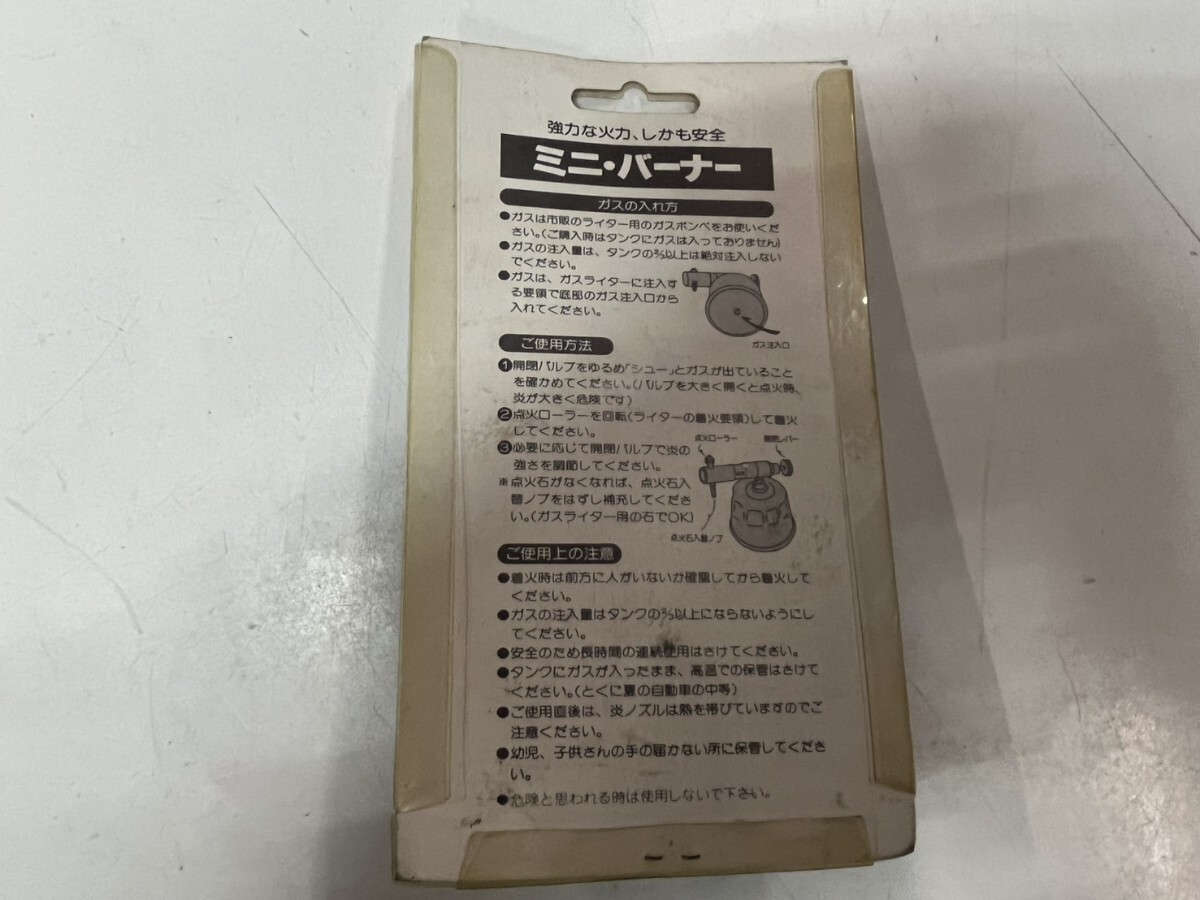 強力な火力、しかも安全
ミニ・バーナー
ガスの入れ方
●ガスは市販のライター用のガスボンベをお使いくだ
さい。(ご購入時はタンクにガスは入っておりません)
●ガスの注入量は、タンクの⅔以上は絶対注入しない
でください。
●ガスは、ガスライターに注入す
る要領で底部のガス注入口から
入れてください。
ガス注入口
ご使用方法
❶開閉バルブをゆるめ「シュー」とガスが出ていること
を確かめてください。(バルブを大きく開くと点火時、
炎が大きく危険です)
❷点火ローラーを回転(ライターの着火要領)して着火
してください。
❸必要に応じて開閉バルブで炎の
強さを調節してください。
※点火石がなくなれば、点火石入
替ノブをはずし補充してくださ
い。(ガスライター用の石でOK)
点火ローラー
開閉レバー
点火石入替ノブ
ご使用上の注意
●着火時は前方に人がいないか確認してから着火して
ください。
●ガスの注入量はタンクの⅔以上にならないようにし
てください。
●安全のため長時間の連続使用はさけてください。
●タンクにガスが入ったまま、高温での保管はさけて
ください。(とくに夏の自動車の中等)
●ご使用直後は、炎ノズルは熱を帯びていますのでご
注意ください。
●幼児、子供さんの手の届かない所に保管してくださ
い。
●危険と思われる時は使用しないで下さい。